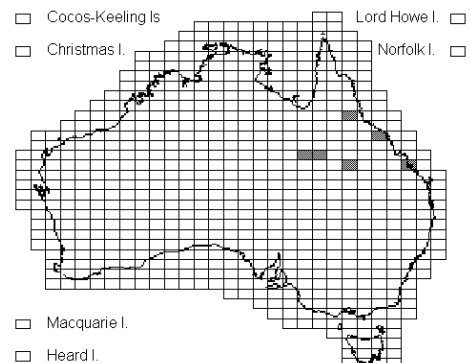 Cocos-Keeling Is
Lord Howe I.
Christmas I.
Norfolk I.
Macquarie I.
Heard I.